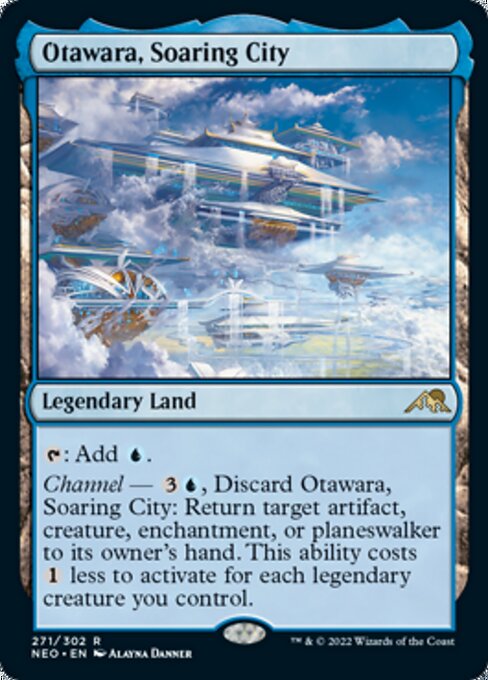 Otawara, Soaring City
Legendary Land
: Add .
Channel — 3, Discard Otawara,
Soaring City: Return target artifact,
creature, enchantment, or planeswalker
to its owner's hand. This ability costs
1 less to activate for each legendary
creature you control.
271/302 R
NEO • EN Alayna Danner
™ & © 2022 Wizards of the Coast